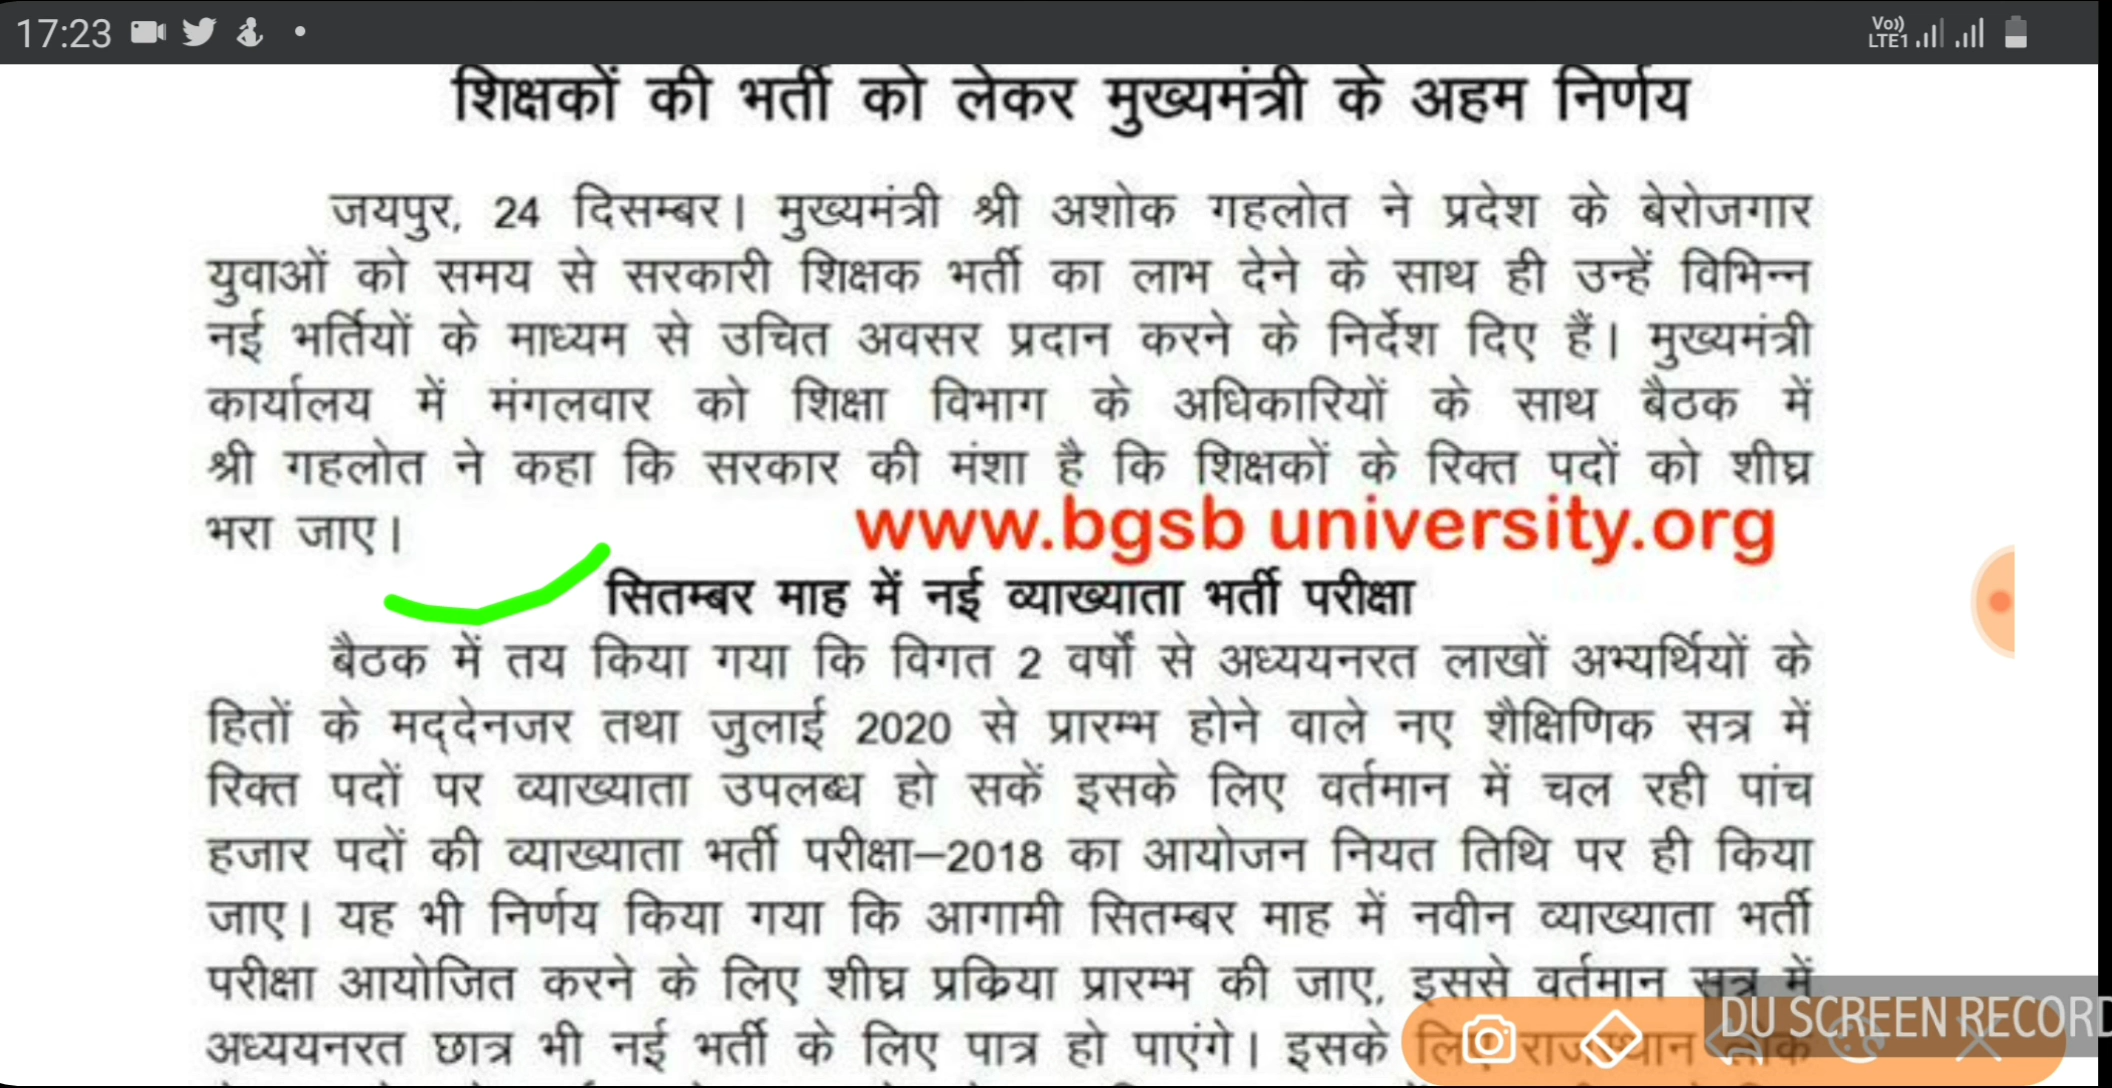 17:23
Vo))
LTE1
शिक्षकों की भर्ती को लेकर मुख्यमंत्री के अहम निर्णय
जयपुर, 24 दिसम्बर। मुख्यमंत्री श्री अशोक गहलोत ने प्रदेश के बेरोजगार
युवाओं को समय से सरकारी शिक्षक भर्ती का लाभ देने के साथ ही उन्हें विभिन्न
नई भर्तियों के माध्यम से उचित अवसर प्रदान करने के निर्देश दिए हैं। मुख्यमंत्री
कार्यालय में मंगलवार को शिक्षा विभाग के अधिकारियों के साथ बैठक में
श्री गहलोत ने कहा कि सरकार की मंशा है कि शिक्षकों के रिक्त पदों को शीघ्र
भरा जाए।
www.bgsb university.org
सितम्बर माह में नई व्याख्याता भर्ती परीक्षा
बैठक में तय किया गया कि विगत 2 वर्षों से अध्ययनरत लाखों अभ्यर्थियों के
हितों के मद्देनजर तथा जुलाई 2020 से प्रारम्भ होने वाले नए शैक्षिणिक सत्र में
रिक्त पदों पर व्याख्याता उपलब्ध हो सकें इसके लिए वर्तमान में चल रही पांच
हजार पदों की व्याख्याता भर्ती परीक्षा–2018 का आयोजन नियत तिथि पर ही किया
जाए। यह भी निर्णय किया गया कि आगामी सितम्बर माह में नवीन व्याख्याता भर्ती
परीक्षा आयोजित करने के लिए शीघ्र प्रक्रिया प्रारम्भ की जाए, इससे वर्तमान सत्र में
अध्ययनरत छात्र भी नई भर्ती के लिए पात्र हो पाएंगे। इसके लिए राजस्थान लोक
DU SCREEN RECORD